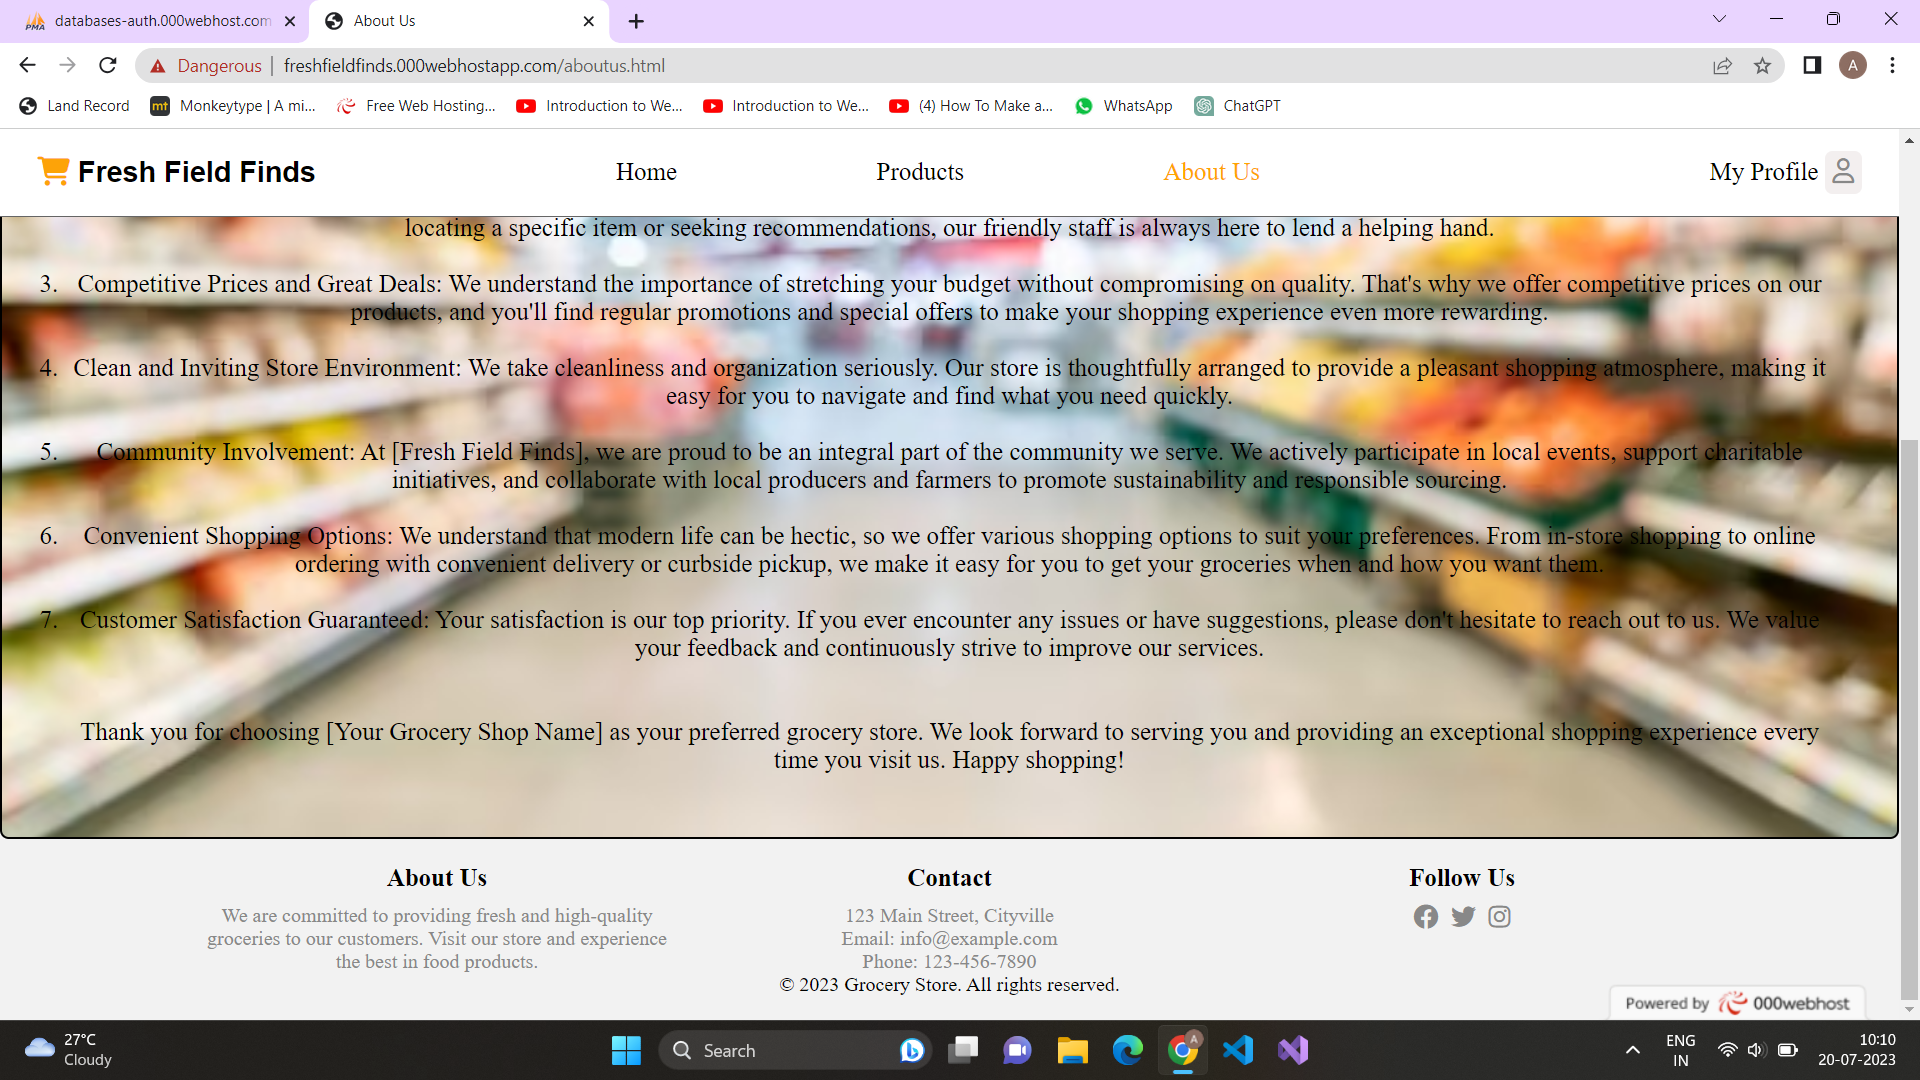 databases-auth.000webhost.com
About Us
Dangerous
freshfieldfinds.000webhostapp.com/aboutus.html
A
Land Record
mt
Monkeytype | A mi...
Free Web Hosting...
Introduction to We...
Introduction to We...
(4) How To Make a...
WhatsApp
ChatGPT
Fresh Field Finds
Home
Products
About Us
My Profile
locating a specific item or seeking recommendations, our friendly staff is always here to lend a helping hand.
3. Competitive Prices and Great Deals: We understand the importance of stretching your budget without compromising on quality. That's why we offer competitive prices on our
products, and you'll find regular promotions and special offers to make your shopping experience even more rewarding.
4. Clean and Inviting Store Environment: We take cleanliness and organization seriously. Our store is thoughtfully arranged to provide a pleasant shopping atmosphere, making it
easy for you to navigate and find what you need quickly.
5. Community Involvement: At [Fresh Field Finds], we are proud to be an integral part of the community we serve. We actively participate in local events, support charitable
initiatives, and collaborate with local producers and farmers to promote sustainability and responsible sourcing.
6. Convenient Shopping Options: We understand that modern life can be hectic, so we offer various shopping options to suit your preferences. From in-store shopping to online
ordering with convenient delivery or curbside pickup, we make it easy for you to get your groceries when and how you want them.
7. Customer Satisfaction Guaranteed: Your satisfaction is our top priority. If you ever encounter any issues or have suggestions, please don't hesitate to reach out to us. We value
your feedback and continuously strive to improve our services.
Thank you for choosing [Your Grocery Shop Name] as your preferred grocery store. We look forward to serving you and providing an exceptional shopping experience every
time you visit us. Happy shopping!
About Us
We are committed to providing fresh and high-quality
groceries to our customers. Visit our store and experience
the best in food products.
Contact
123 Main Street, Cityville
Email: info@example.com
Phone: 123-456-7890
© 2023 Grocery Store. All rights reserved.
Follow Us
Powered by 000webhost
27°C
Cloudy
Search
A
ENG
IN
10:10
20-07-2023